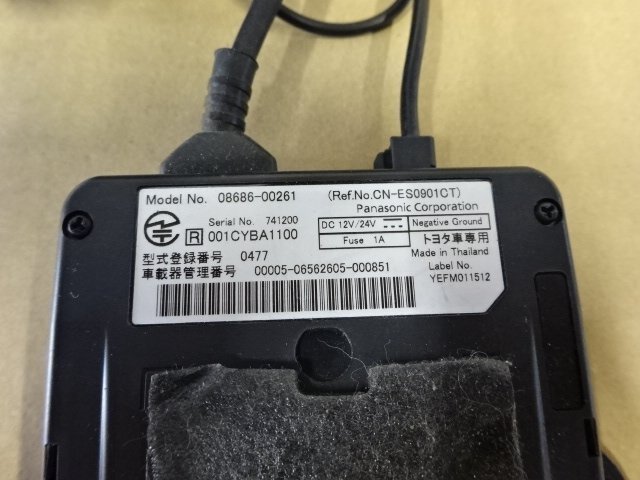 Model No. 08686-00261 (Ref.No.CN-ES0901CT)
Panasonic Corporation
Serial No. 741200
R 001CYBA1100
DC 12V/24V Negative Ground
Fuse 1A トヨタ車専用
型式登録番号 0477 Made in Thailand
車載器管理番号 00005-06562605-000851 Label No.
YEFM011512